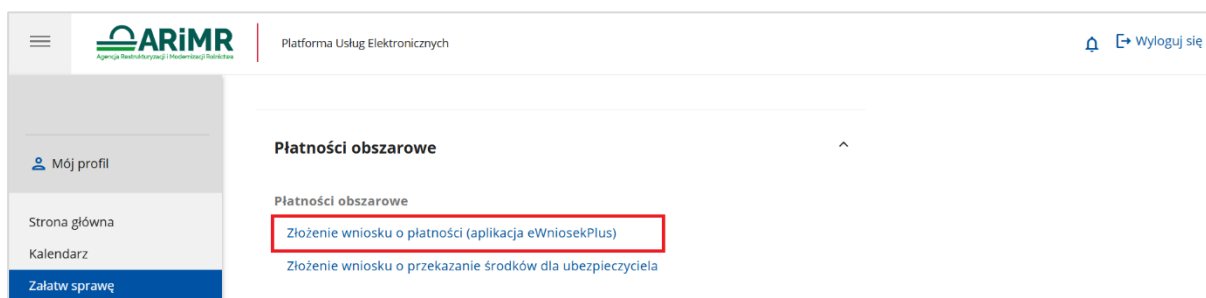 ARiMR
Agencja Restrukturyzacji i Modernizacji Rolnictwa
Platforma Usług Elektronicznych
Wyloguj się
Mój profil
Strona główna
Kalendarz
Załatw sprawę
Płatności obszarowe
Płatności obszarowe
Złożenie wniosku o płatności (aplikacja eWniosekPlus)
Złożenie wniosku o przekazanie środków dla ubezpieczyciela